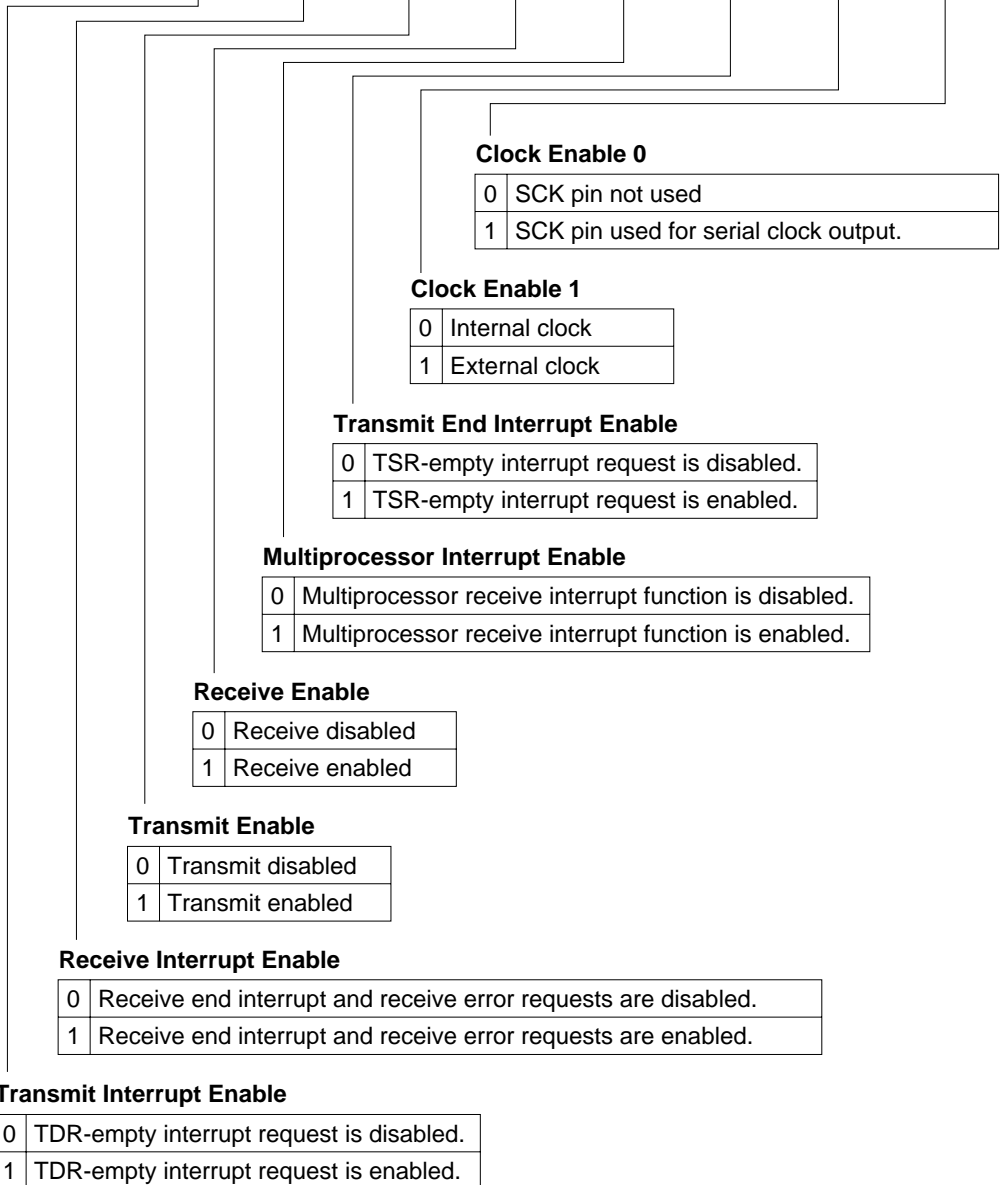 Clock Enable 0
0 SCK pin not used
1 SCK pin used for serial clock output.
Clock Enable 1
0 Internal clock
1 External clock
Transmit End Interrupt Enable
0 TSR-empty interrupt request is disabled.
1 TSR-empty interrupt request is enabled.
Multiprocessor Interrupt Enable
0 Multiprocessor receive interrupt function is disabled.
1 Multiprocessor receive interrupt function is enabled.
Receive Enable
0 Receive disabled
1 Receive enabled
Transmit Enable
0 Transmit disabled
1 Transmit enabled
Receive Interrupt Enable
0 Receive end interrupt and receive error requests are disabled.
1 Receive end interrupt and receive error requests are enabled.
Transmit Interrupt Enable
0 TDR-empty interrupt request is disabled.
1 TDR-empty interrupt request is enabled.